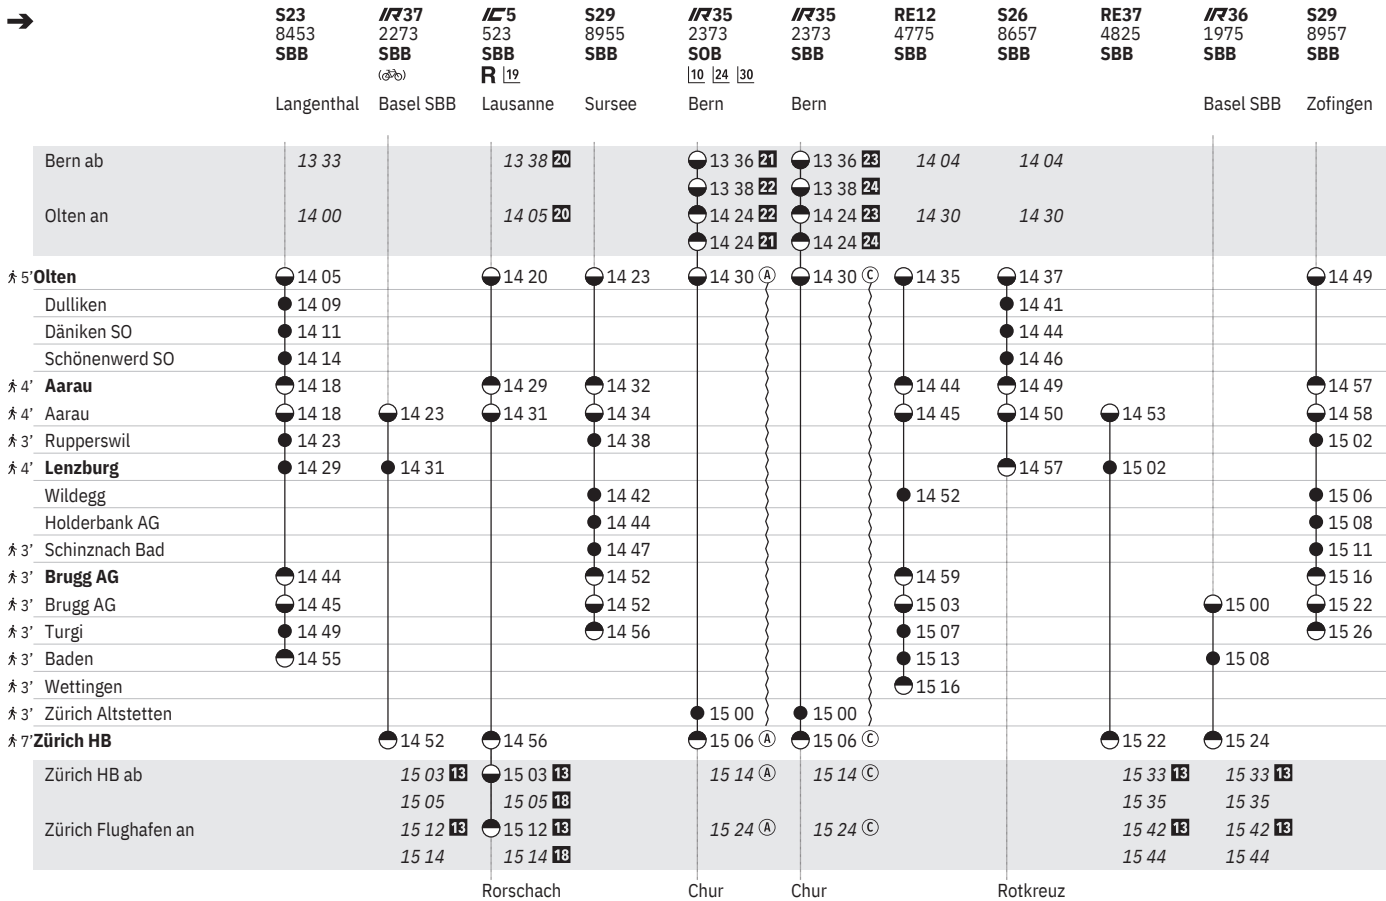 S23 IR37 IC5 S29 IR35 IR35 RE12 S26 RE37 IR36 S29
8453 2273 523 8955 2373 2373 4775 8657 4825 1975 8957
SBB SBB SBB SBB SOB SBB SBB SBB SBB SBB SBB
R 19 10 24 30
Langenthal Basel SBB Lausanne Sursee Bern Bern Basel SBB Zofingen
Bern ab 13 33 13 38 20 13 36 21 13 36 23 14 04 14 04
13 38 22 13 38 24
Olten an 14 00 14 05 20 14 24 22 14 24 23 14 30 14 30
14 24 21 14 24 24
5' Olten 14 05 14 20 14 23 14 30 Ⓐ 14 30 Ⓒ 14 35 14 37 14 49
Dulliken 14 09 14 41
Däniken SO 14 11 14 44
Schönenwerd SO 14 14 14 46
4' Aarau 14 18 14 29 14 32 14 44 14 49 14 57
4' Aarau 14 18 14 23 14 31 14 34 14 45 14 50 14 53 14 58
3' Rupperswil 14 23 14 38 15 02
4' Lenzburg 14 29 14 31 14 57 15 02
Wildegg 14 42 14 52 15 06
Holderbank AG 14 44 15 08
3' Schinznach Bad 14 47 15 11
3' Brugg AG 14 44 14 52 14 59 15 16
3' Brugg AG 14 45 14 52 15 03 15 00 15 22
3' Turgi 14 49 14 56 15 07 15 26
3' Baden 14 55 15 13 15 08
3' Wettingen 15 16
3' Zürich Altstetten 15 00 15 00
7' Zürich HB 14 52 14 56 15 06 Ⓐ 15 06 Ⓒ 15 22 15 24
Zürich HB ab 15 03 13 15 03 13 15 14 Ⓐ 15 14 Ⓒ 15 33 13 15 33 13
15 05 15 05 18 15 35 15 35
Zürich Flughafen an 15 12 13 15 12 13 15 24 Ⓐ 15 24 Ⓒ 15 42 13 15 42 13
15 14 15 14 18 15 44 15 44
Rorschach Chur Chur Rotkreuz